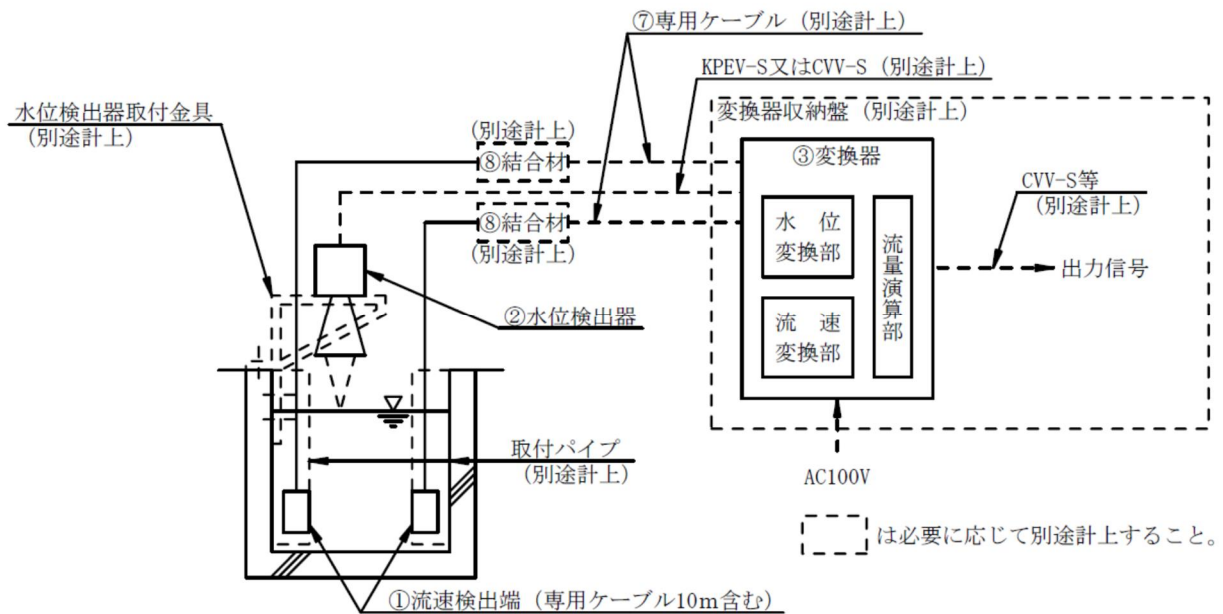 ⑦専用ケーブル (別途計上)
KPEV-S又はCVV-S (別途計上)
水位検出器取付金具
(別途計上)
変換器収納盤 (別途計上)
(別途計上)
⑧結合材
③変換器
CVV-S等
(別途計上)
⑧結合材
(別途計上)
水 位
変換部
流量演算部
出力信号
②水位検出器
流 速
変換部
取付パイプ
(別途計上)
AC100V
は必要に応じて別途計上すること。
①流速検出端 (専用ケーブル10m含む)